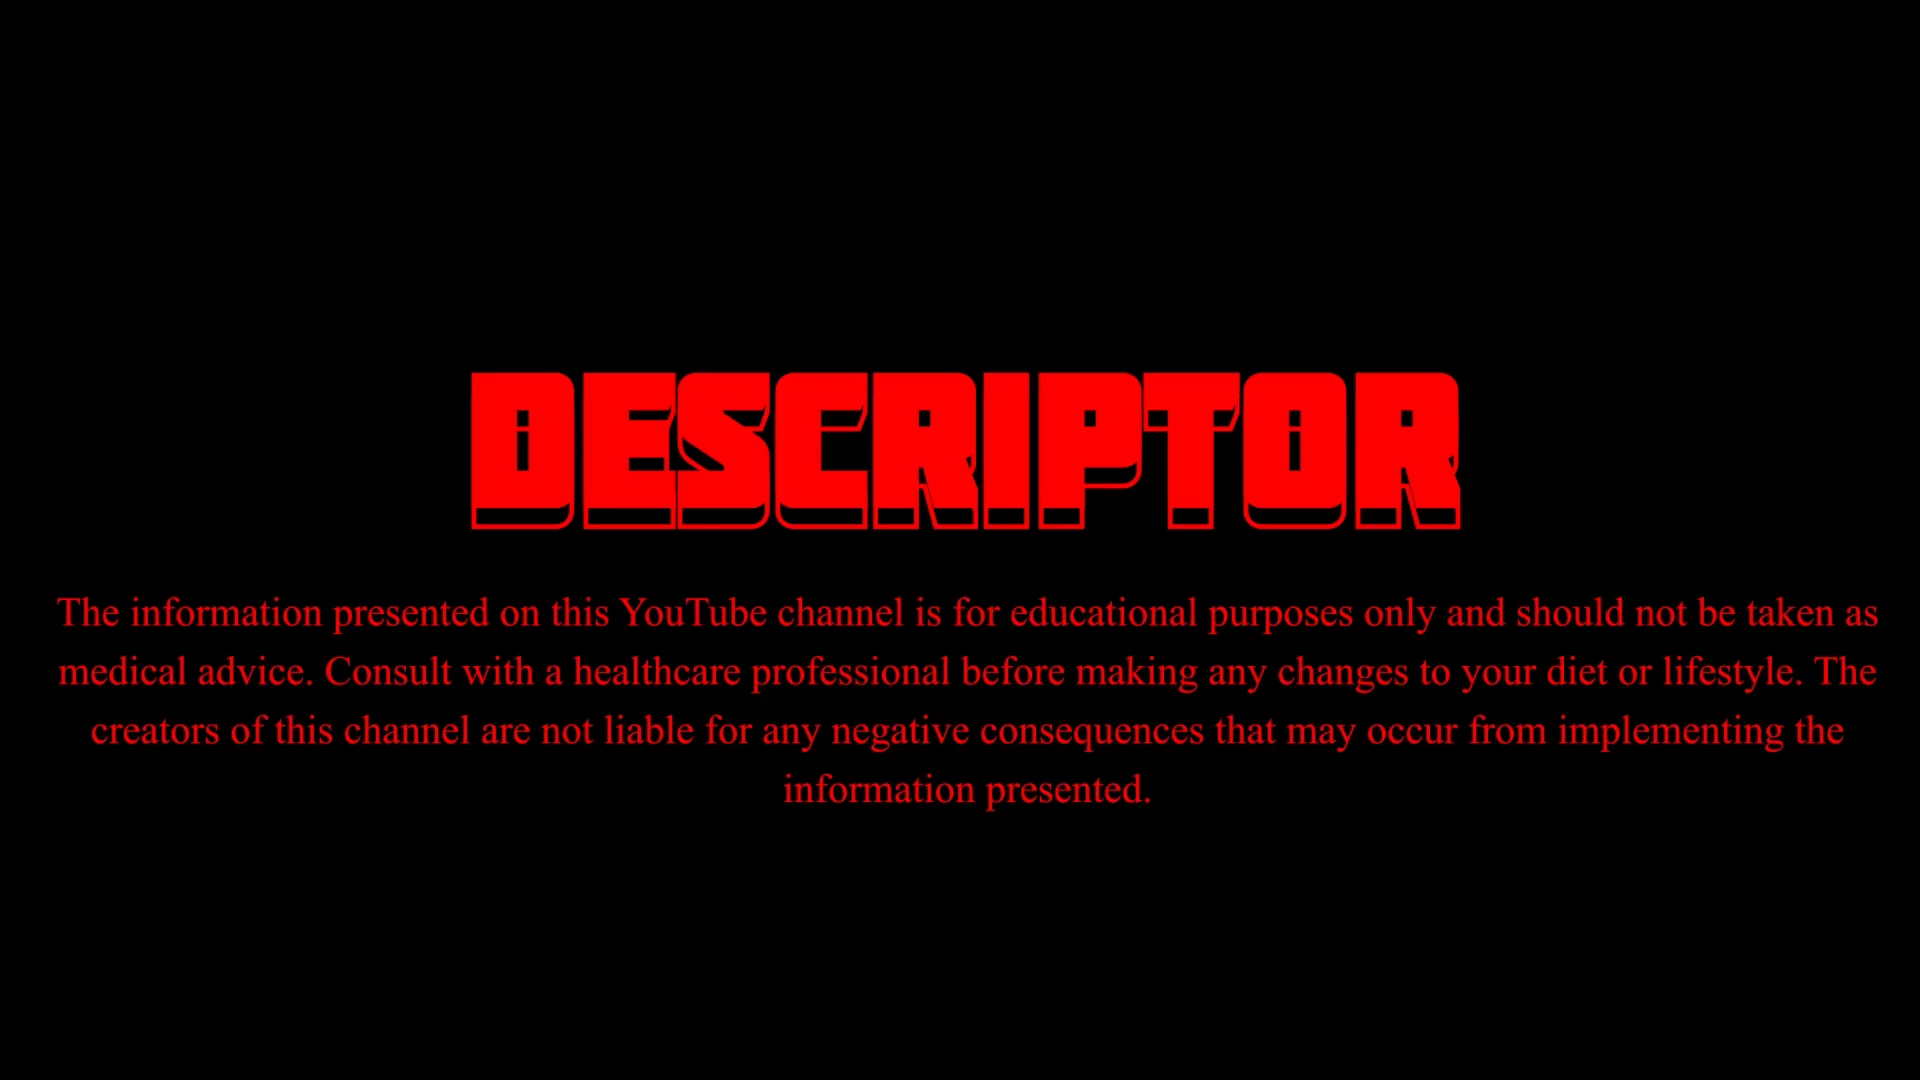 DESCRIPTOR
The information presented on this YouTube channel is for educational purposes only and should not be taken as
medical advice. Consult with a healthcare professional before making any changes to your diet or lifestyle. The
creators of this channel are not liable for any negative consequences that may occur from implementing the
information presented.